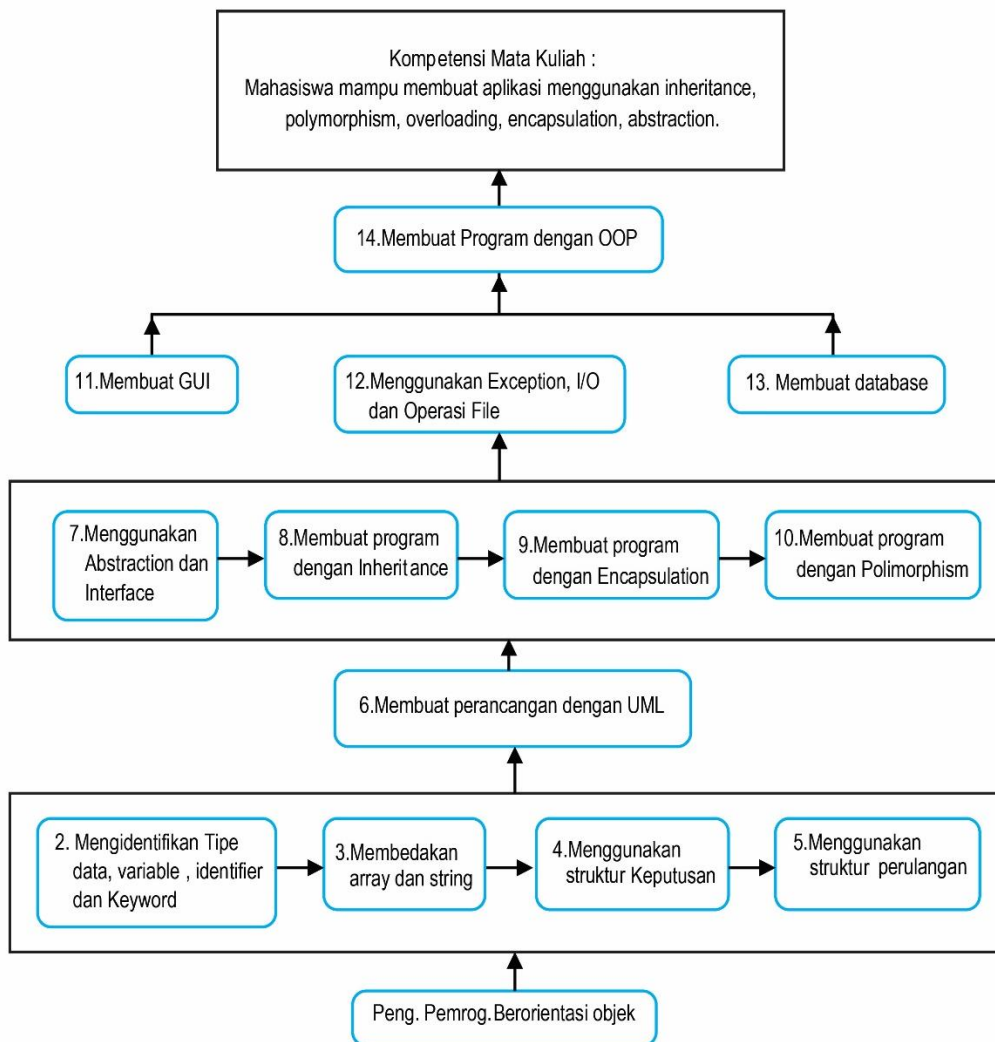 Kompetensi Mata Kuliah :
Mahasiswa mampu membuat aplikasi menggunakan inheritance,
polymorphism, overloading, encapsulation, abstraction.
14.Membuat Program dengan OOP
11.Membuat GUI
12.Menggunakan Exception, I/O
dan Operasi File
13. Membuat database
7.Menggunakan
Abstraction dan
Interface
8.Membuat program
dengan Inheritance
9.Membuat program
dengan Encapsulation
10.Membuat program
dengan Polimorphism
6.Membuat perancangan dengan UML
2. Mengidentifikan Tipe
data, variable , identifier
dan Keyword
3.Membedakan
array dan string
4.Menggunakan
struktur Keputusan
5.Menggunakan
struktur perulangan
Peng. Pemrog.Berorientasi objek